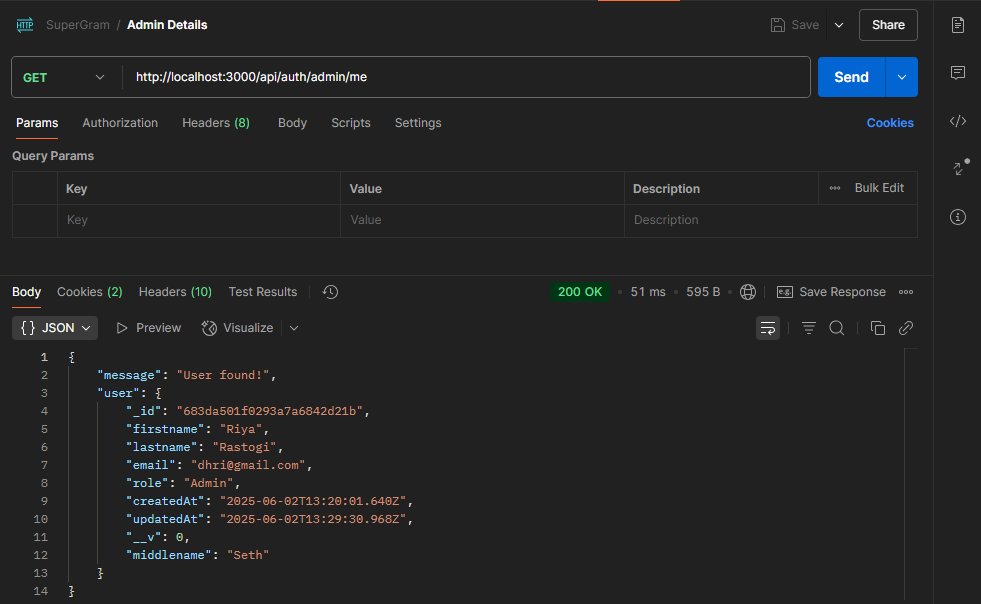 HTTP SuperGram / Admin Details Save Share
GET http://localhost:3000/api/auth/admin/me Send
Params Authorization Headers (8) Body Scripts Settings Cookies
Query Params
Key Value Description ••• Bulk Edit
Key Value Description
Body Cookies (2) Headers (10) Test Results 200 OK • 51 ms • 595 B • e.g. Save Response •••
{} JSON Preview Visualize
1 {
2 "message": "User found!",
3 "user": {
4 "_id": "683da501f0293a7a6842d21b",
5 "firstname": "Riya",
6 "lastname": "Rastogi",
7 "email": "dhri@gmail.com",
8 "role": "Admin",
9 "createdAt": "2025-06-02T13:20:01.640Z",
10 "updatedAt": "2025-06-02T13:29:30.968Z",
11 "__v": 0,
12 "middlename": "Seth"
13 }
14 }